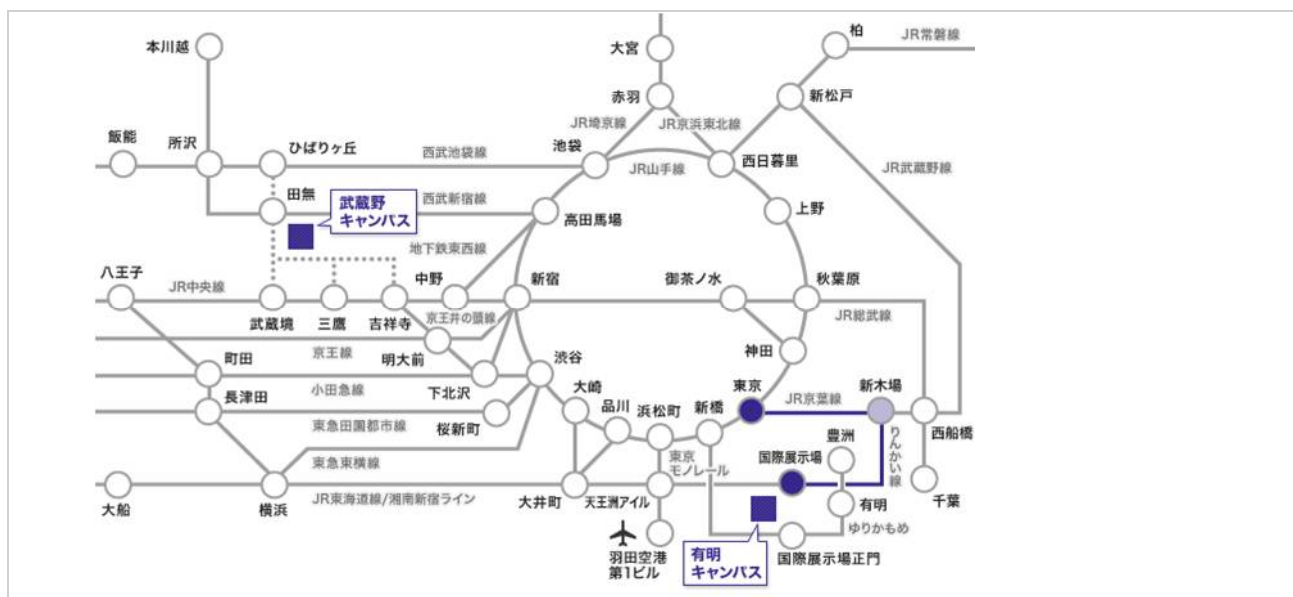 本川越
大宮
柏
JR常磐線
赤羽
新松戸
JR埼京線
JR京浜東北線
飯能
所沢
ひばりヶ丘
西武池袋線
池袋
JR山手線
西日暮里
JR武蔵野線
田無
武蔵野
キャンパス
西武新宿線
高田馬場
上野
地下鉄東西線
八王子
JR中央線
中野
新宿
御茶ノ水
秋葉原
武蔵境
三鷹
吉祥寺
京王井の頭線
JR総武線
京王線
明大前
神田
町田
小田急線
下北沢
渋谷
大崎
東京
JR京葉線
新木場
長津田
東急田園都市線
桜新町
品川
浜松町
新橋
豊洲
りんかい線
西船橋
東急東横線
東京
モノレール
国際展示場
大船
横浜
JR東海道線/湘南新宿ライン
大井町
天王洲アイル
有明
千葉
ゆりかもめ
羽田空港
第1ビル
有明
キャンパス
国際展示場正門